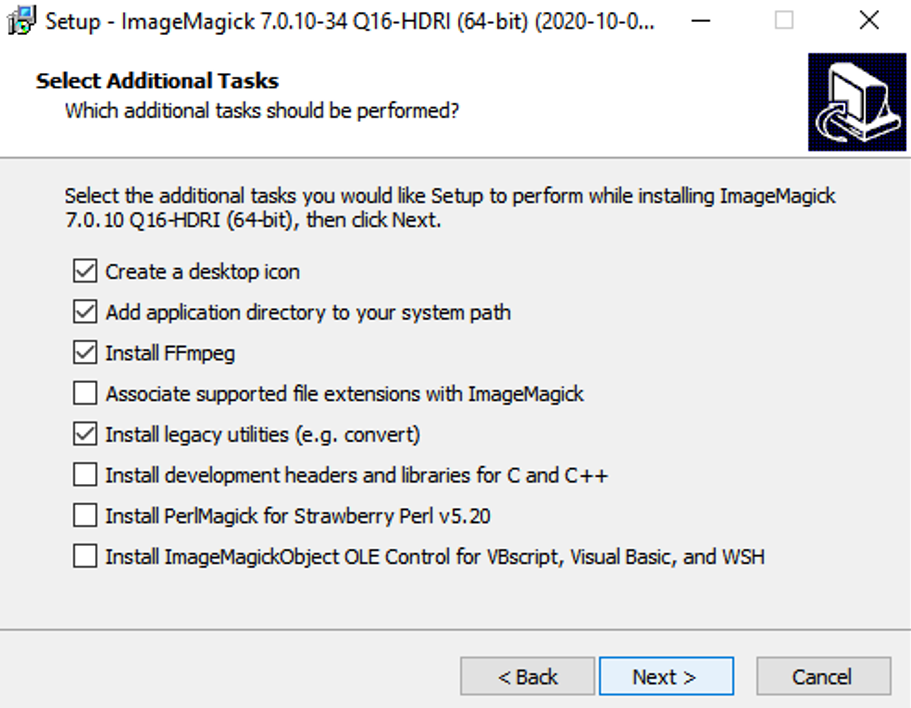 Setup - ImageMagick 7.0.10-34 Q16-HDRI (64-bit) (2020-10-0...
Select Additional Tasks
Which additional tasks should be performed?
Select the additional tasks you would like Setup to perform while installing ImageMagick
7.0.10 Q16-HDRI (64-bit), then click Next.
Create a desktop icon
Add application directory to your system path
Install FFmpeg
Associate supported file extensions with ImageMagick
Install legacy utilities (e.g. convert)
Install development headers and libraries for C and C++
Install PerlMagick for Strawberry Perl v5.20
Install ImageMagickObject OLE Control for VBscript, Visual Basic, and WSH
< Back Next > Cancel